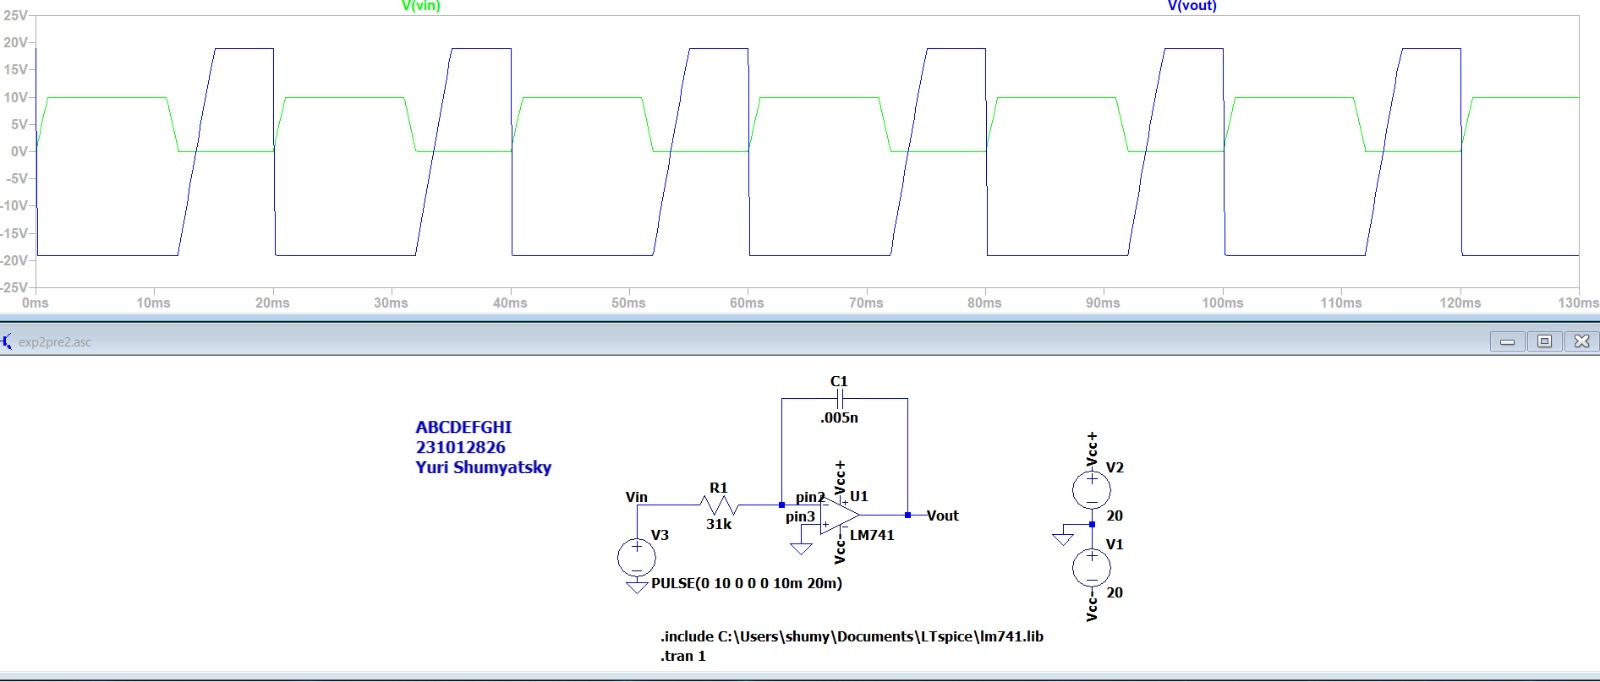 V(vin) V(vout)
25V
20V
15V
10V
5V
0V
-5V
-10V
-15V
-20V
-25V
0ms 10ms 20ms 30ms 40ms 50ms 60ms 70ms 80ms 90ms 100ms 110ms 120ms 130ms
exp2pre2.asc
ABCDEFGHI
231012826
Yuri Shumyatsky
C1
.005n
Vin
R1
31k
pin2
pin3
Vcc+
U1
LM741
Vcc-
Vout
V3
PULSE(0 10 0 0 0 10m 20m)
Vcc+
V2
20
V1
20
Vcc-
.include C:\Users\shumy\Documents\LTspice\lm741.lib
.tran 1